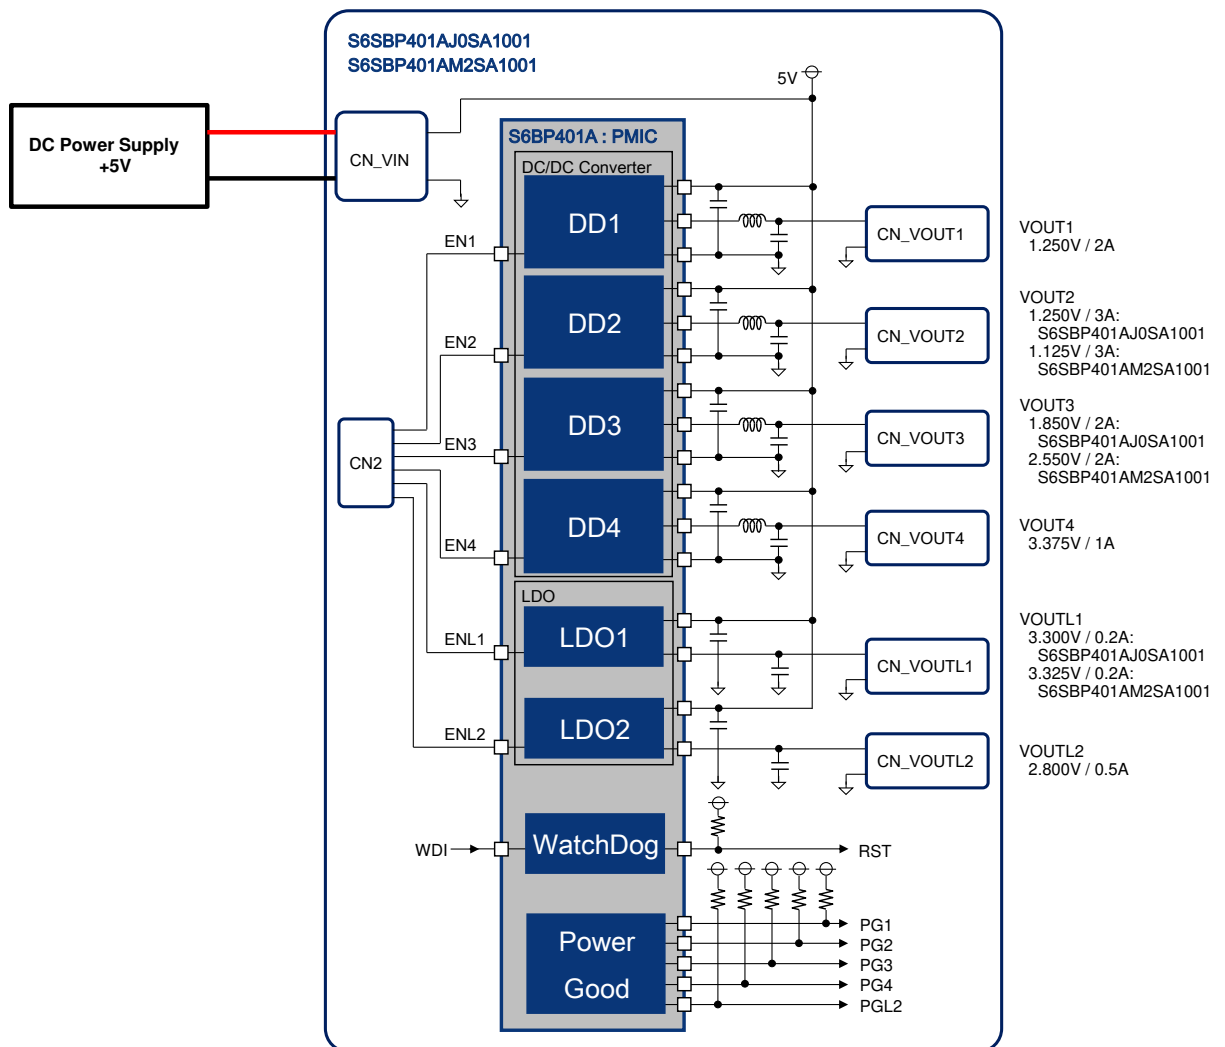 S6SBP401AJ0SA1001
S6SBP401AM2SA1001
5V
DC Power Supply
+5V
CN_VIN
S6BP401A : PMIC
DC/DC Converter
DD1
EN1
CN_VOUT1
VOUT1
1.250V / 2A
DD2
EN2
CN_VOUT2
VOUT2
1.250V / 3A:
S6SBP401AJ0SA1001
1.125V / 3A:
S6SBP401AM2SA1001
CN2
DD3
EN3
CN_VOUT3
VOUT3
1.850V / 2A:
S6SBP401AJ0SA1001
2.550V / 2A:
S6SBP401AM2SA1001
DD4
EN4
CN_VOUT4
VOUT4
3.375V / 1A
LDO
LDO1
ENL1
CN_VOUTL1
VOUTL1
3.300V / 0.2A:
S6SBP401AJ0SA1001
3.325V / 0.2A:
S6SBP401AM2SA1001
LDO2
ENL2
CN_VOUTL2
VOUTL2
2.800V / 0.5A
WDI
WatchDog
RST
Power
Good
PG1
PG2
PG3
PG4
PGL2